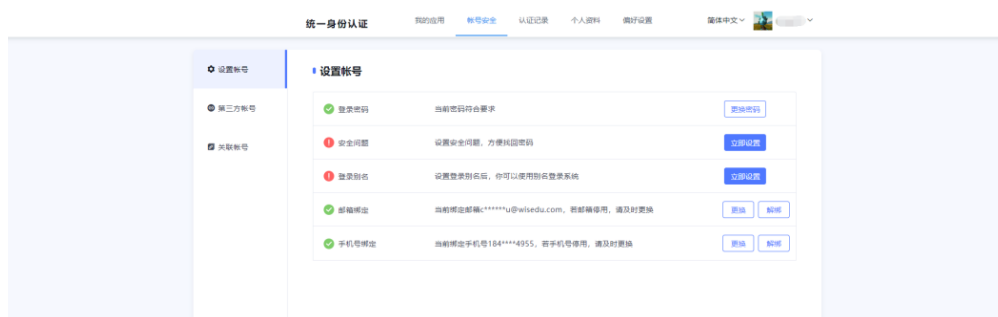 统一身份认证 我的应用 帐号安全 认证记录 个人资料 偏好设置 简体中文
设置帐号
第三方帐号
关联帐号
设置帐号
登录密码 当前密码符合要求 更换密码
安全问题 设置安全问题，方便找回密码 立即设置
登录别名 设置登录别名后，你可以使用别名登录系统 立即设置
邮箱绑定 当前绑定邮箱c******u@wisedu.com，若邮箱停用，请及时更换 更换 解绑
手机号绑定 当前绑定手机号184****4955，若手机号停用，请及时更换 更换 解绑